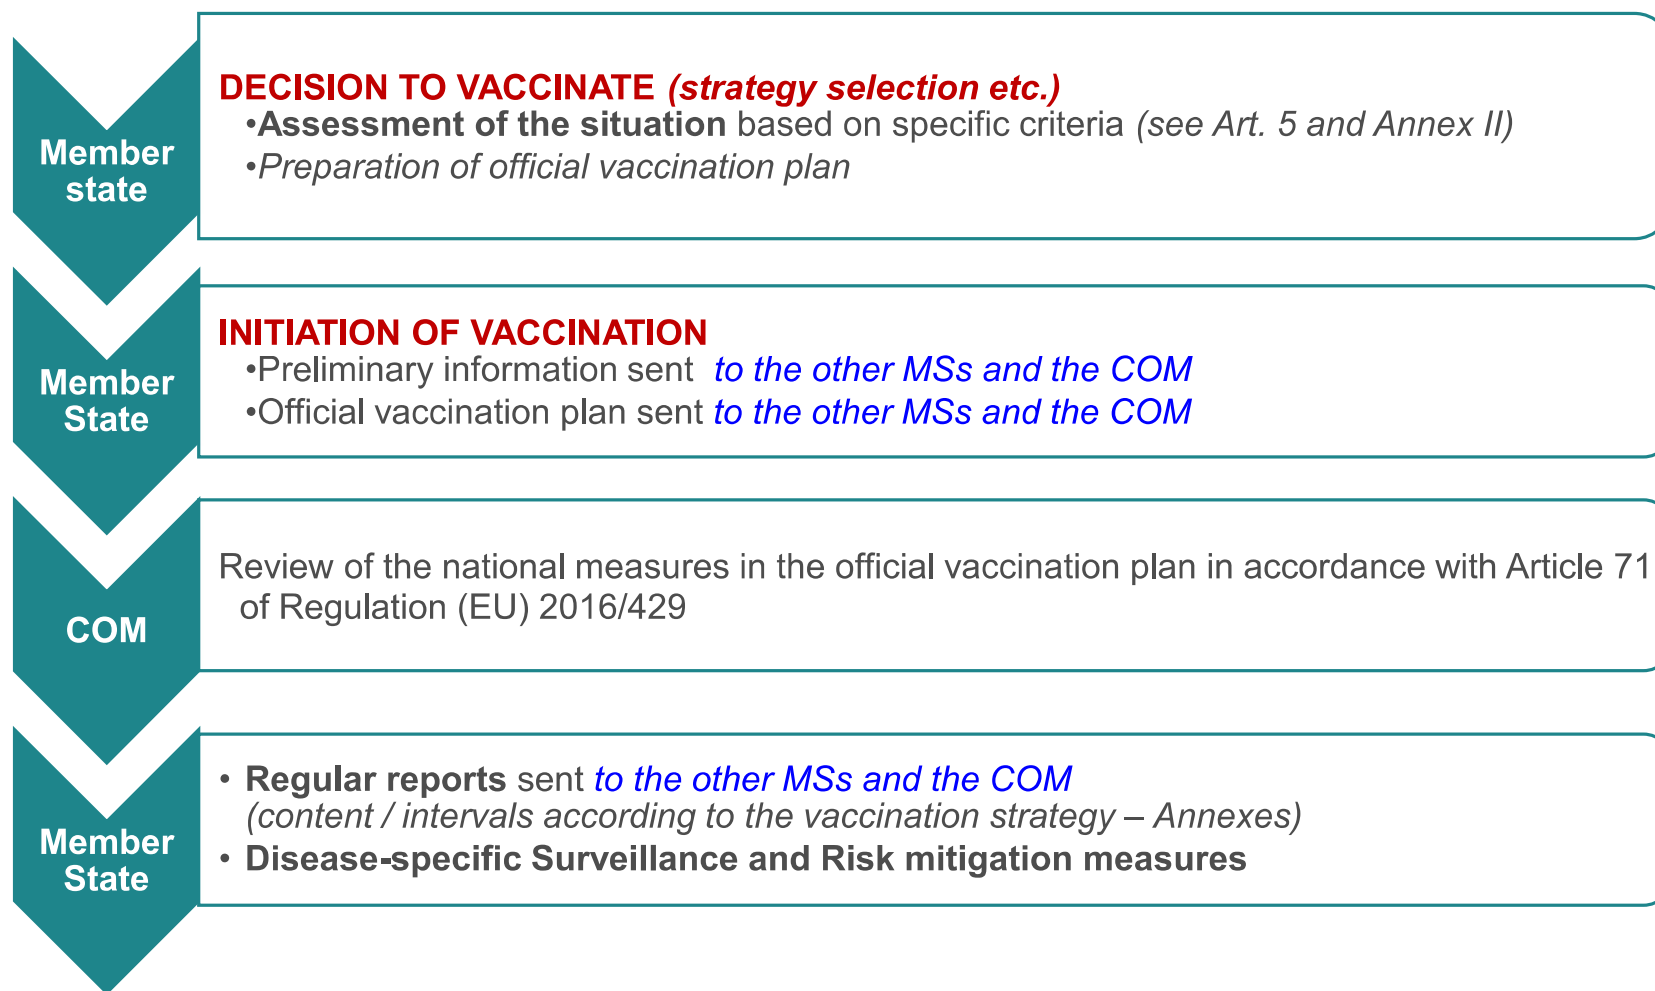 Member
state
DECISION TO VACCINATE (strategy selection etc.)
•Assessment of the situation based on specific criteria (see Art. 5 and Annex II)
•Preparation of official vaccination plan
Member
State
INITIATION OF VACCINATION
•Preliminary information sent to the other MSs and the COM
•Official vaccination plan sent to the other MSs and the COM
COM
Review of the national measures in the official vaccination plan in accordance with Article 71
of Regulation (EU) 2016/429
Member
State
• Regular reports sent to the other MSs and the COM
(content / intervals according to the vaccination strategy – Annexes)
• Disease-specific Surveillance and Risk mitigation measures